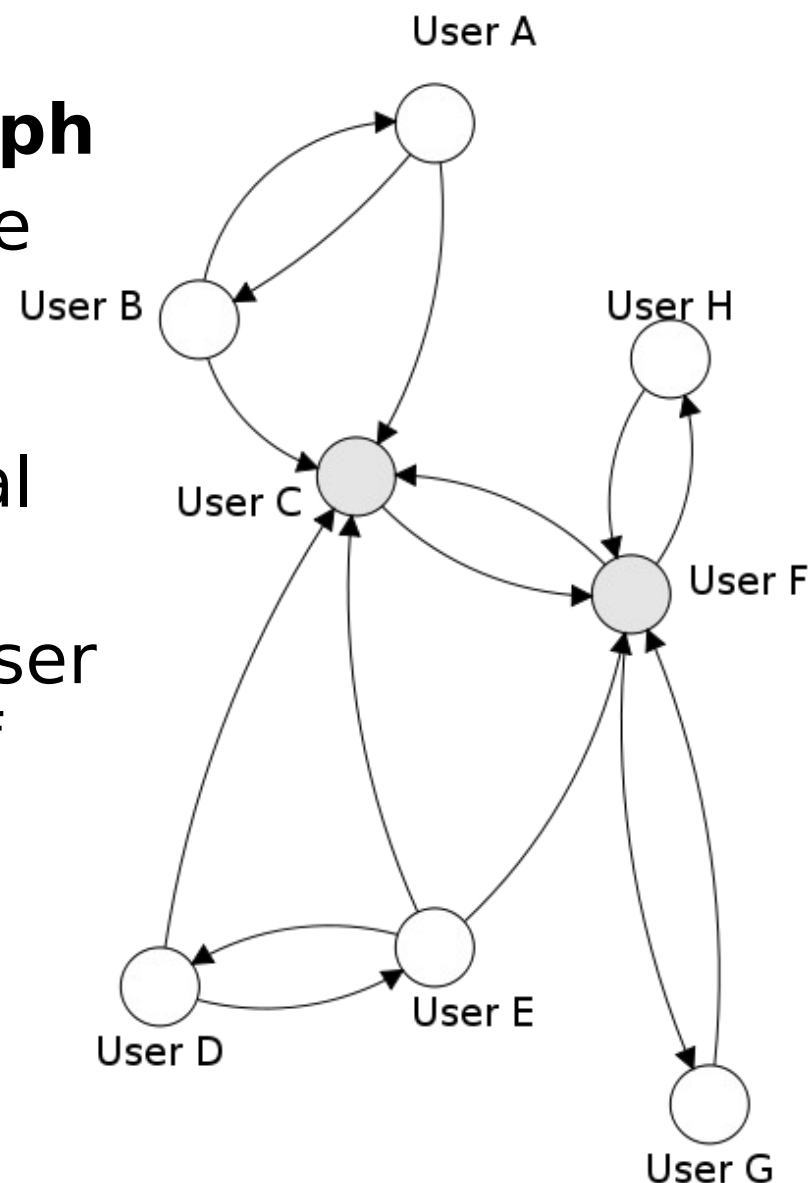 User A
ph
e
User B
User H
al
User C
User F
ser
f
User E
User D
User G